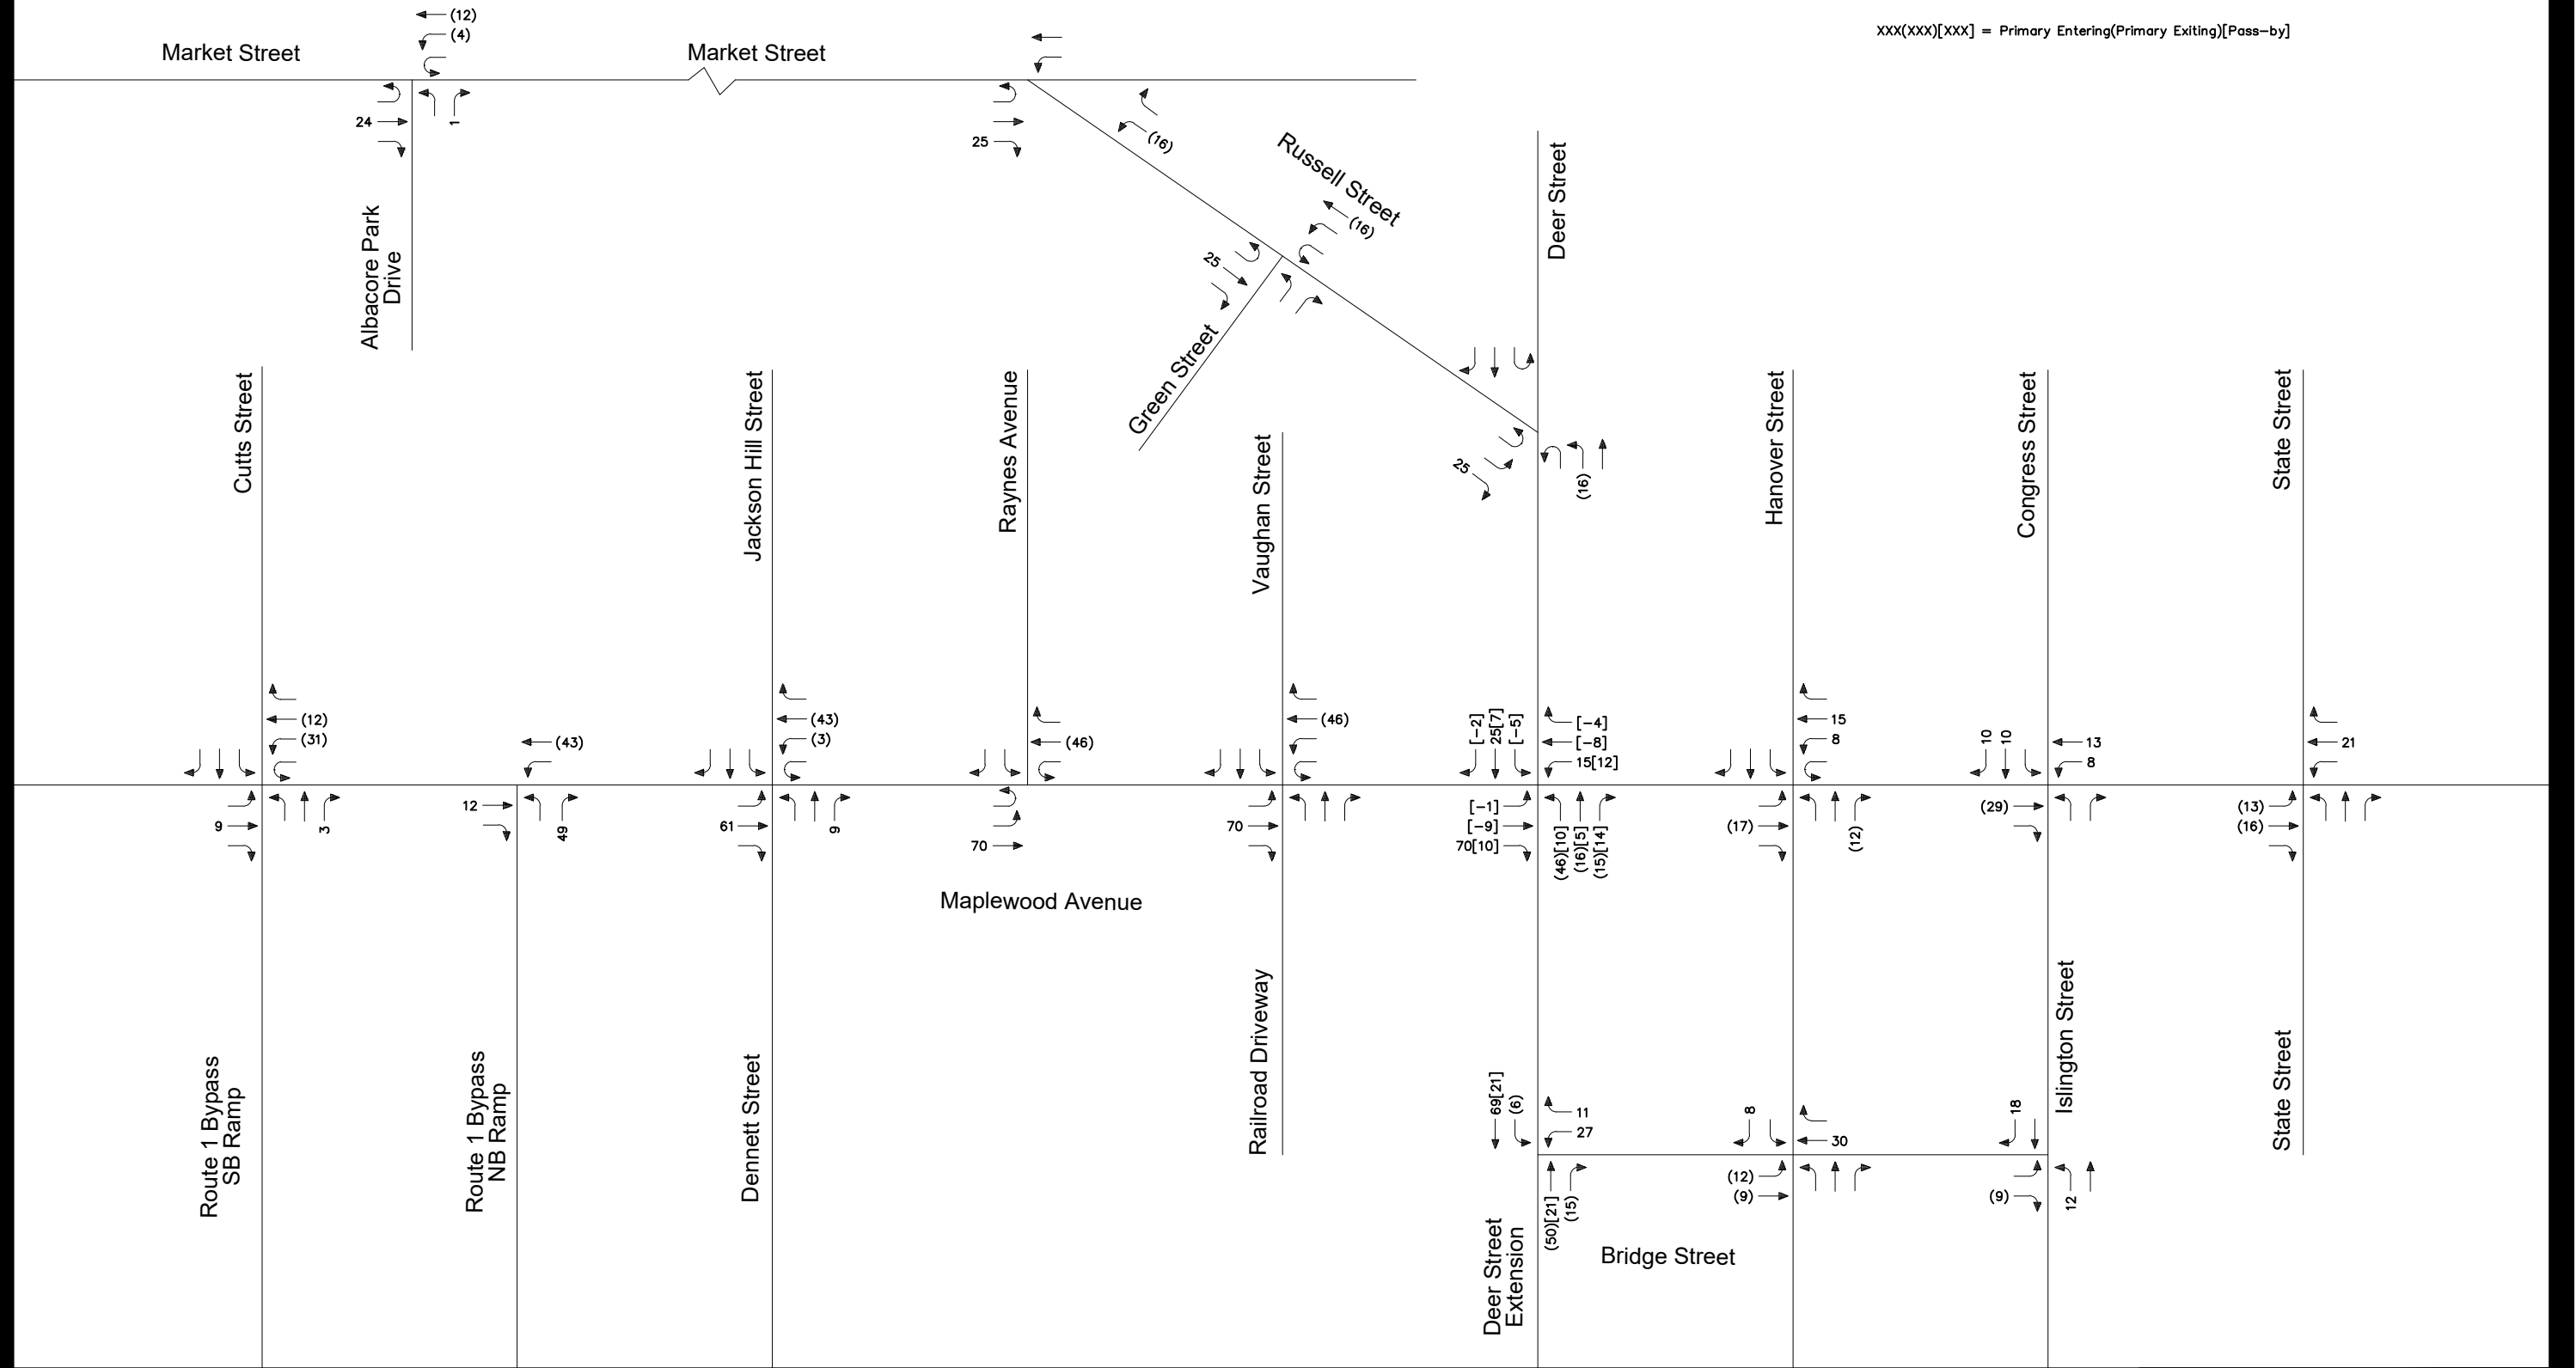 (12)
(4)
XXX(XXX)[XXX] = Primary Entering(Primary Exiting)[Pass-by]
Market Street
Market Street
24
1
25
(16)
Russell Street
(16)
25
Green Street
Deer Street
25
(16)
Albacore Park
Drive
Cutts Street
Jackson Hill Street
Raynes Avenue
Vaughan Street
Hanover Street
Congress Street
State Street
(12)
(31)
9
3
(43)
12
49
(43)
(3)
61
9
(46)
70
(46)
70
[-2]
25[7]
[-5]
[-4]
[-8]
15[12]
[-1]
[-9]
70[10]
(46)[10]
(16)[5]
(15)[14]
15
8
(17)
(12)
10
10
13
8
(29)
21
(13)
(16)
Maplewood Avenue
Route 1 Bypass
SB Ramp
Route 1 Bypass
NB Ramp
Dennett Street
Railroad Driveway
Islington Street
State Street
69[21]
(6)
11
27
(50)[21]
(15)
8
30
(12)
(9)
18
(9)
12
Deer Street
Extension
Bridge Street